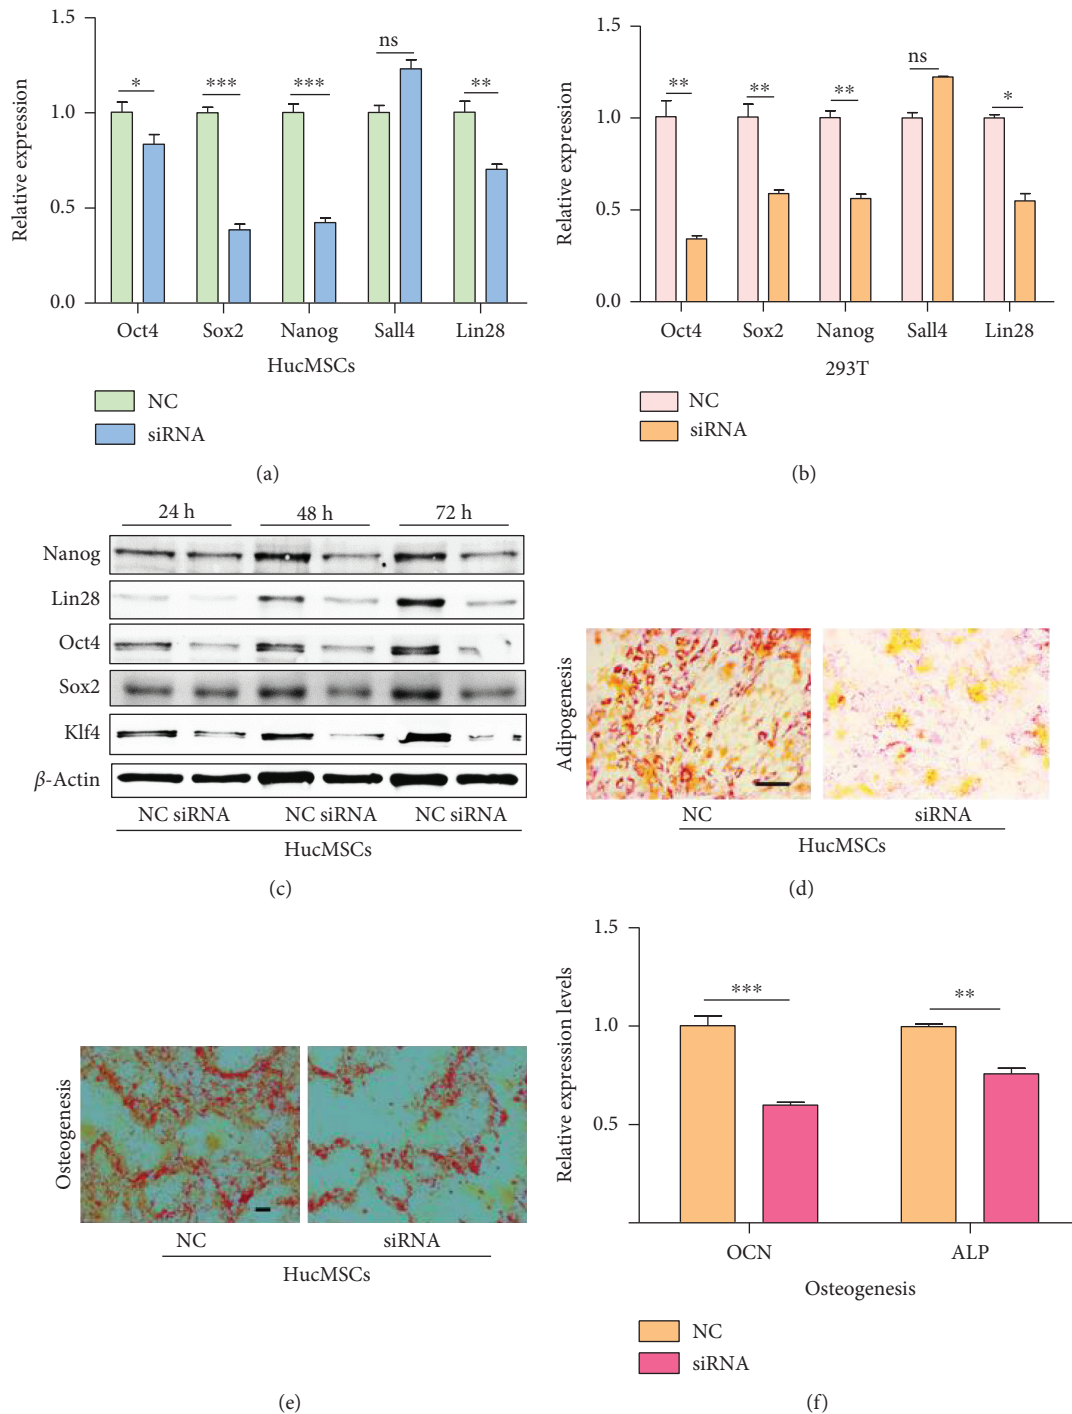 1.5
1.0
0.5
0.0
Relative expression
*
***
***
ns
**
Oct4 Sox2 Nanog Sall4 Lin28
HucMSCs
NC
siRNA
(a)
1.5
1.0
0.5
0.0
Relative expression
**
**
**
ns
*
Oct4 Sox2 Nanog Sall4 Lin28
293T
NC
siRNA
(b)
24 h 48 h 72 h
Nanog
Lin28
Oct4
Sox2
Klf4
β-Actin
NC siRNA NC siRNA NC siRNA
HucMSCs
(c)
Adipogenesis
NC siRNA
HucMSCs
(d)
Osteogenesis
NC siRNA
HucMSCs
(e)
1.5
1.0
0.5
Relative expression levels
***
**
OCN ALP
Osteogenesis
NC
siRNA
(f)